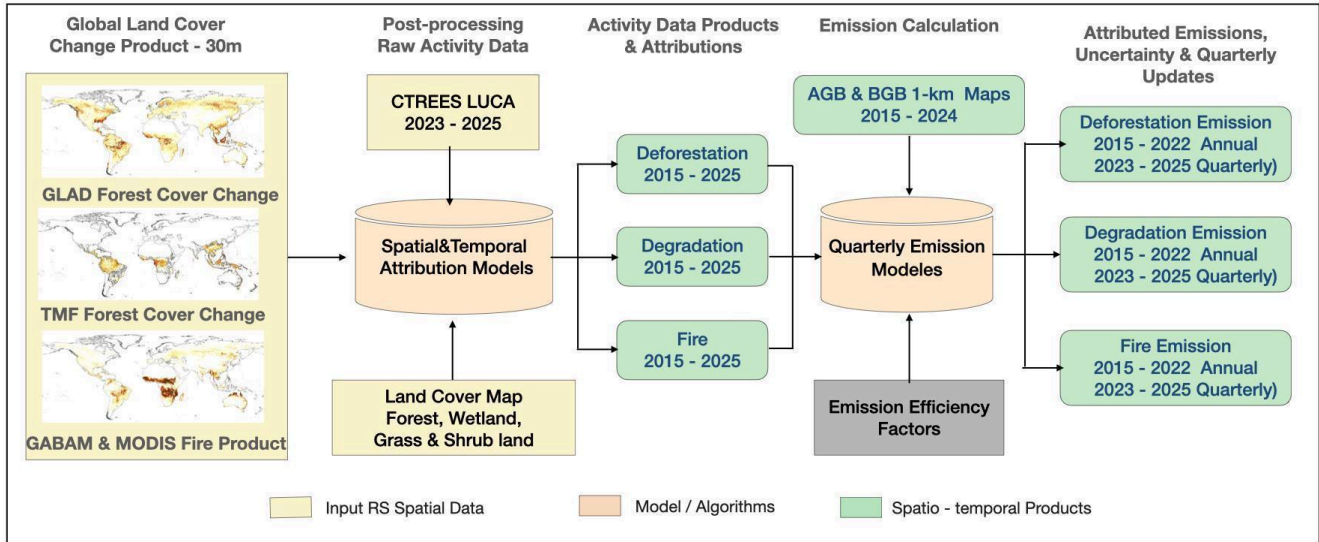 Global Land Cover
Change Product - 30m
GLAD Forest Cover Change
TMF Forest Cover Change
GABAM & MODIS Fire Product
Post-processing
Raw Activity Data
CTREES LUCA
2023 - 2025
Spatial&Temporal
Attribution Models
Land Cover Map
Forest, Wetland,
Grass & Shrub land
Activity Data Products
& Attributions
Deforestation
2015 - 2025
Degradation
2015 - 2025
Fire
2015 - 2025
Emission Calculation
AGB & BGB 1-km Maps
2015 - 2024
Quarterly Emission
Modeles
Emission Efficiency
Factors
Attributed Emissions,
Uncertainty & Quarterly
Updates
Deforestation Emission
2015 - 2022 Annual
2023 - 2025 Quarterly)
Degradation Emission
2015 - 2022 Annual
2023 - 2025 Quarterly)
Fire Emission
2015 - 2022 Annual
2023 - 2025 Quarterly)
Input RS Spatial Data
Model / Algorithms
Spatio - temporal Products